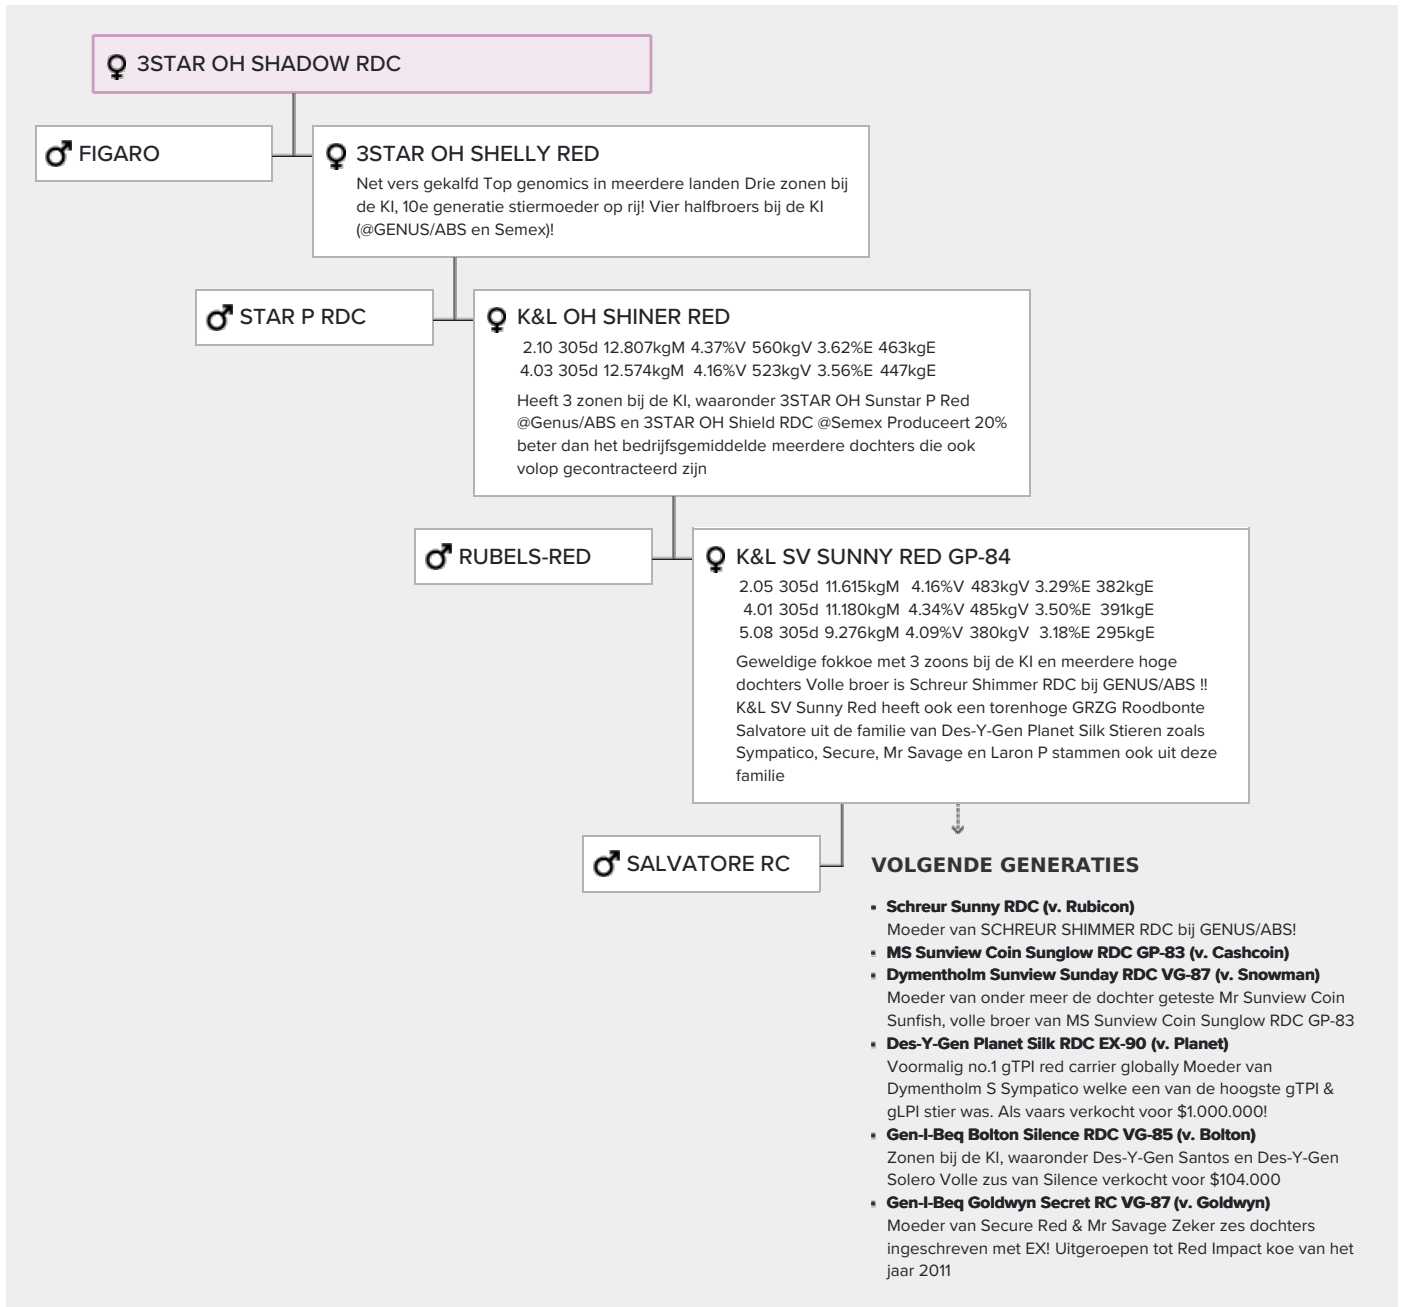 3STAR OH SHADOW RDC
FIGARO
3STAR OH SHELLY RED
Net vers gekalfd Top genomics in meerdere landen Drie zonen bij
de KI, 10e generatie stiermoeder op rij! Vier halfbroers bij de KI
(@GENUS/ABS en Semex)!
STAR P RDC
K&L OH SHINER RED
2.10 305d 12.807kgM 4.37%V 560kgV 3.62%E 463kgE
4.03 305d 12.574kgM 4.16%V 523kgV 3.56%E 447kgE
Heeft 3 zonen bij de KI, waaronder 3STAR OH Sunstar P Red
@Genus/ABS en 3STAR OH Shield RDC @Semex Produceert 20%
beter dan het bedrijfsgemiddelde meerdere dochters die ook
volop gecontracteerd zijn
RUBELS-RED
K&L SV SUNNY RED GP-84
2.05 305d 11.615kgM 4.16%V 483kgV 3.29%E 382kgE
4.01 305d 11.180kgM 4.34%V 485kgV 3.50%E 391kgE
5.08 305d 9.276kgM 4.09%V 380kgV 3.18%E 295kgE
Geweldige fokkoe met 3 zoons bij de KI en meerdere hoge
dochters Volle broer is Schreur Shimmer RDC bij GENUS/ABS !!
K&L SV Sunny Red heeft ook een torenhoge GRZG Roodbonte
Salvatore uit de familie van Des-Y-Gen Planet Silk Stieren zoals
Sympatico, Secure, Mr Savage en Laron P stammen ook uit deze
familie
SALVATORE RC
VOLGENDE GENERATIES
▪ Schreur Sunny RDC (v. Rubicon)
Moeder van SCHREUR SHIMMER RDC bij GENUS/ABS!
▪ MS Sunview Coin Sunglow RDC GP-83 (v. Cashcoin)
▪ Dymentholm Sunview Sunday RDC VG-87 (v. Snowman)
Moeder van onder meer de dochter geteste Mr Sunview Coin
Sunfish, volle broer van MS Sunview Coin Sunglow RDC GP-83
▪ Des-Y-Gen Planet Silk RDC EX-90 (v. Planet)
Voormalig no.1 gTPI red carrier globally Moeder van
Dymentholm S Sympatico welke een van de hoogste gTPI &
gLPI stier was. Als vaars verkocht voor $1.000.000!
▪ Gen-I-Beq Bolton Silence RDC VG-85 (v. Bolton)
Zonen bij de KI, waaronder Des-Y-Gen Santos en Des-Y-Gen
Solero Volle zus van Silence verkocht voor $104.000
▪ Gen-I-Beq Goldwyn Secret RC VG-87 (v. Goldwyn)
Moeder van Secure Red & Mr Savage Zeker zes dochters
ingeschreven met EX! Uitgeroepen tot Red Impact koe van het
jaar 2011